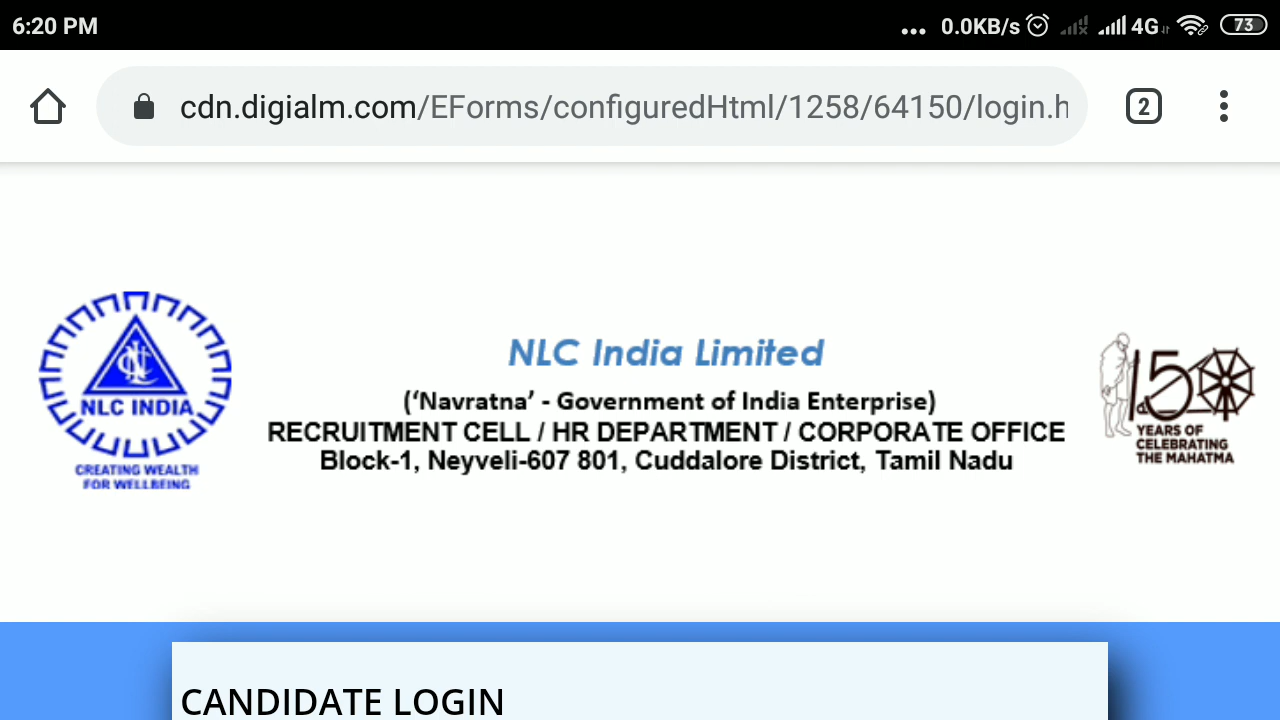 6:20 PM
... 0.0KB/s 4G 73
cdn.digialm.com/EForms/configuredHtml/1258/64150/login.h
2
NLC India Limited
('Navratna' - Government of India Enterprise)
RECRUITMENT CELL / HR DEPARTMENT / CORPORATE OFFICE
Block-1, Neyveli-607 801, Cuddalore District, Tamil Nadu
NLC
NLC INDIA
CREATING WEALTH
FOR WELLBEING
150
YEARS OF
CELEBRATING
THE MAHATMA
CANDIDATE LOGIN